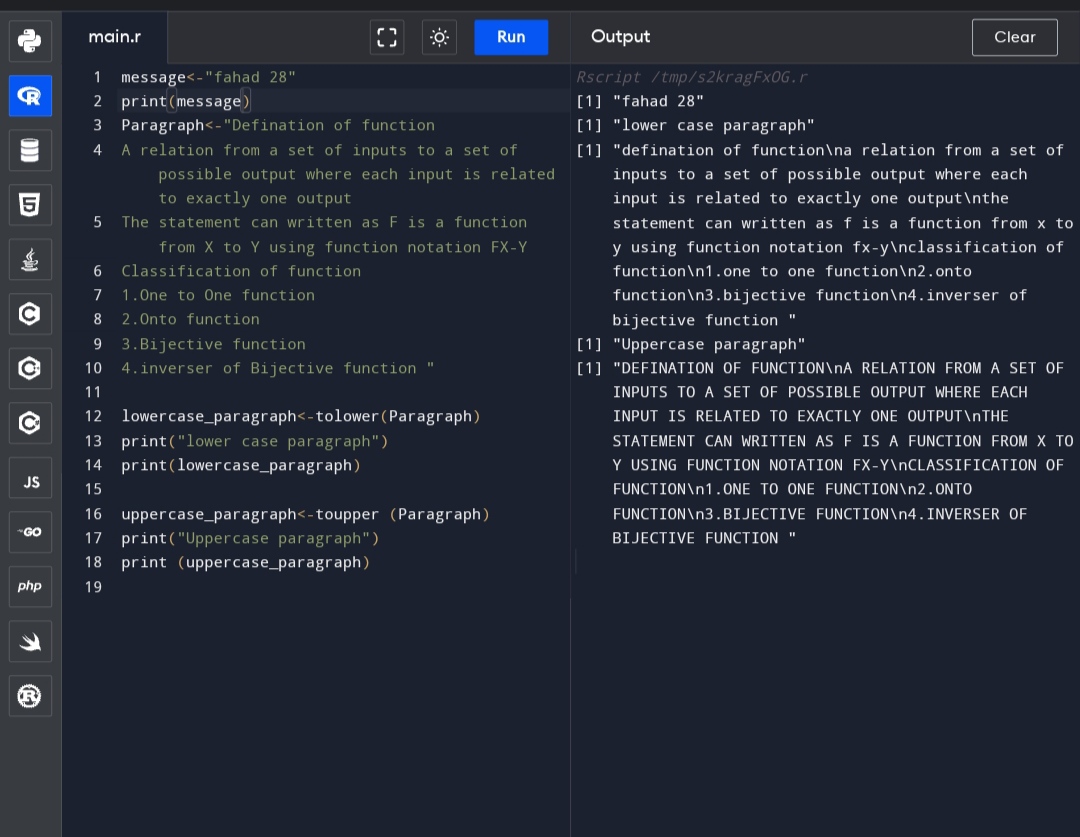 main.r
Run
Output
Clear
1 message<-"fahad 28"
2 print(message)
3 Paragraph<-"Defination of function
4 A relation from a set of inputs to a set of
possible output where each input is related
to exactly one output
5 The statement can written as F is a function
from X to Y using function notation FX-Y
6 Classification of function
7 1.One to One function
8 2.Onto function
9 3.Bijective function
10 4.inverser of Bijective function "
11
12 lowercase_paragraph<-tolower(Paragraph)
13 print("lower case paragraph")
14 print(lowercase_paragraph)
15
16 uppercase_paragraph<-toupper (Paragraph)
17 print("Uppercase paragraph")
18 print (uppercase_paragraph)
19
Rscript /tmp/s2kragFxOG.r
[1] "fahad 28"
[1] "lower case paragraph"
[1] "defination of function\na relation from a set of
inputs to a set of possible output where each
input is related to exactly one output\nthe
statement can written as f is a function from x to
y using function notation fx-y\nclassification of
function\n1.one to one function\n2.onto
function\n3.bijective function\n4.inverser of
bijective function "
[1] "Uppercase paragraph"
[1] "DEFINATION OF FUNCTION\nA RELATION FROM A SET OF
INPUTS TO A SET OF POSSIBLE OUTPUT WHERE EACH
INPUT IS RELATED TO EXACTLY ONE OUTPUT\nTHE
STATEMENT CAN WRITTEN AS F IS A FUNCTION FROM X TO
Y USING FUNCTION NOTATION FX-Y\nCLASSIFICATION OF
FUNCTION\n1.ONE TO ONE FUNCTION\n2.ONTO
FUNCTION\n3.BIJECTIVE FUNCTION\n4.INVERSER OF
BIJECTIVE FUNCTION "
R
5
C
C
C
JS
GO
php
R